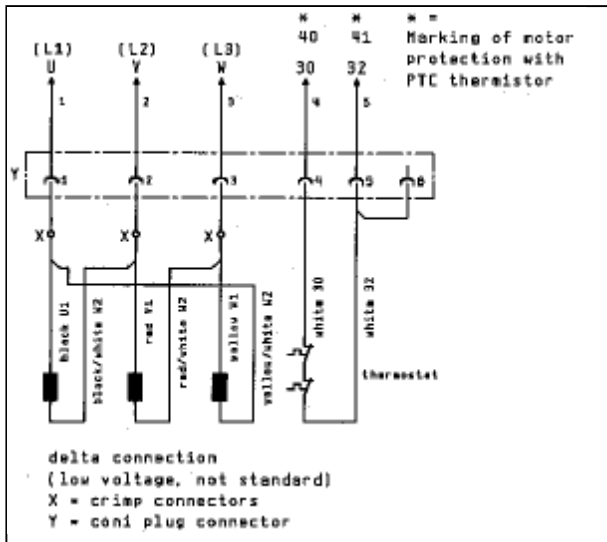 * * * =
40 41 Marking of motor
(L1) (L2) (L3) protection with
U V W 30 32 PTC thermistor
1 2 3 4 5
Y 1 2 3 4 5 6
X X X
black U1
black/white W2
red V1
red/white W2
yellow W1
yellow/white W2
white 30
white 32
thermostat
delta connection
(low voltage, not standard)
X = crimp connectors
Y = coni plug connector